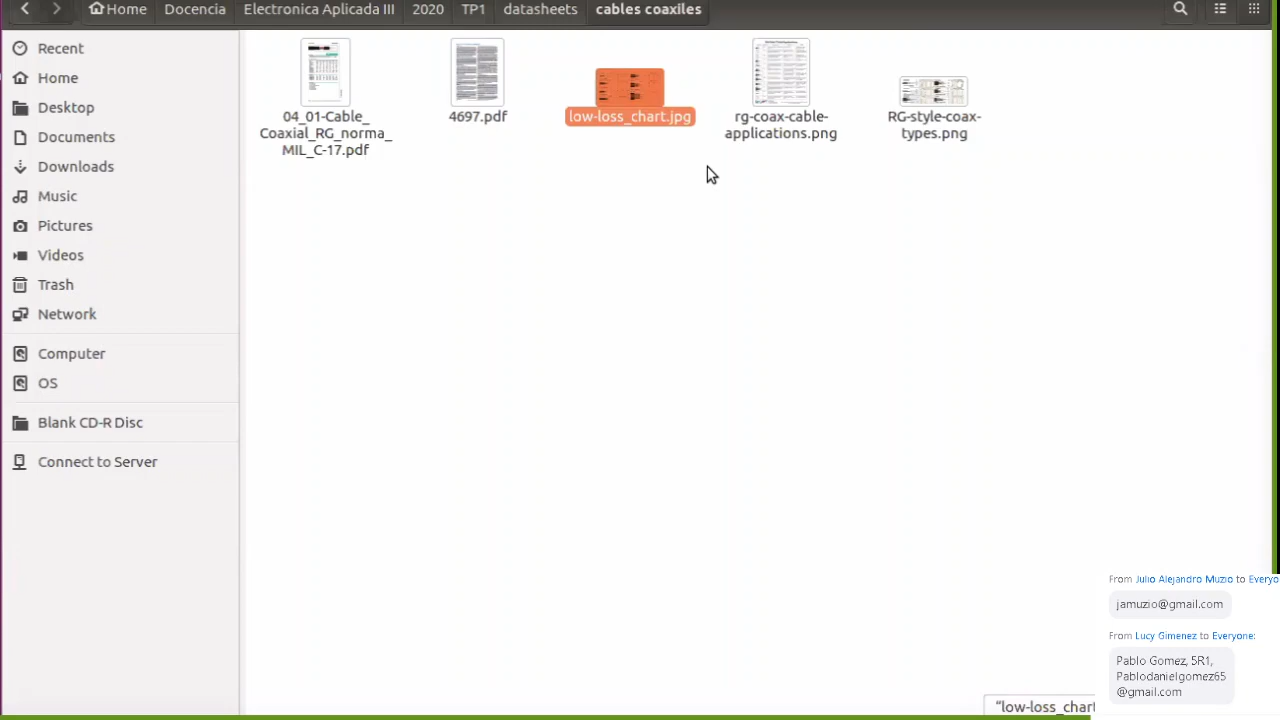 Home Docencia Electronica Aplicada III 2020 TP1 datasheets cables coaxiles
Recent
Home
Desktop
Documents
Downloads
Music
Pictures
Videos
Trash
Network
Computer
OS
Blank CD-R Disc
Connect to Server
04_01-Cable_
Coaxial_RG_norma_
MIL_C-17.pdf
4697.pdf
low-loss_chart.jpg
rg-coax-cable-
applications.png
RG-style-coax-
types.png
From Julio Alejandro Muzio to Everyo
jamuzio@gmail.com
From Lucy Gimenez to Everyone:
Pablo Gomez, 5R1,
Pablodanielgomez65
@gmail.com
"low-loss_chart